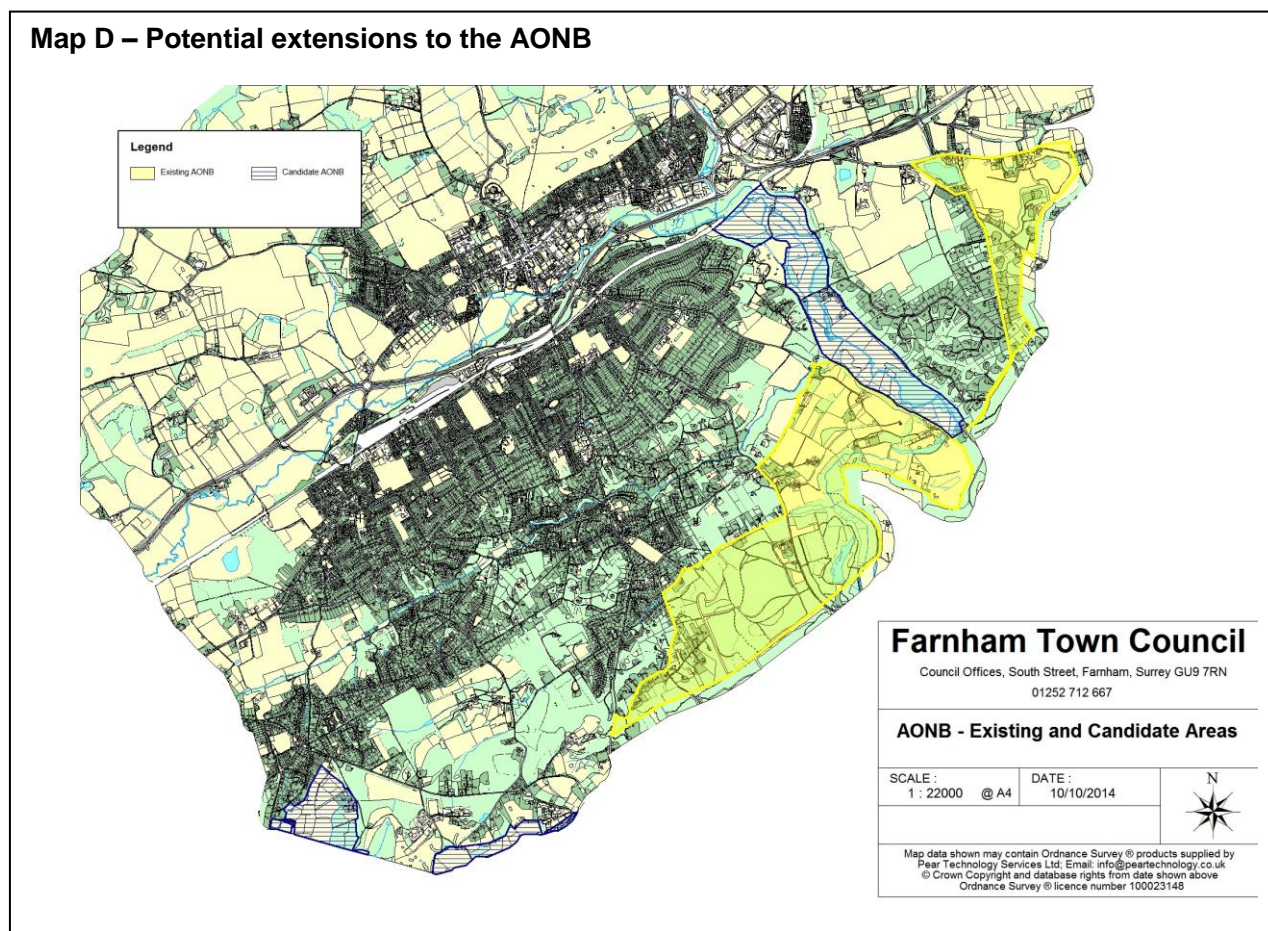 Map D – Potential extensions to the AONB
Legend
Existing AONB
Candidate AONB
Farnham Town Council
Council Offices, South Street, Farnham, Surrey GU9 7RN
01252 712 667
AONB - Existing and Candidate Areas
SCALE :
1 : 22000 @ A4
DATE :
10/10/2014
N
Map data shown may contain Ordnance Survey ® products supplied by
Pear Technology Services Ltd; Email: info@peartechnology.co.uk
© Crown Copyright and database rights from date shown above
Ordnance Survey ® licence number 100023148